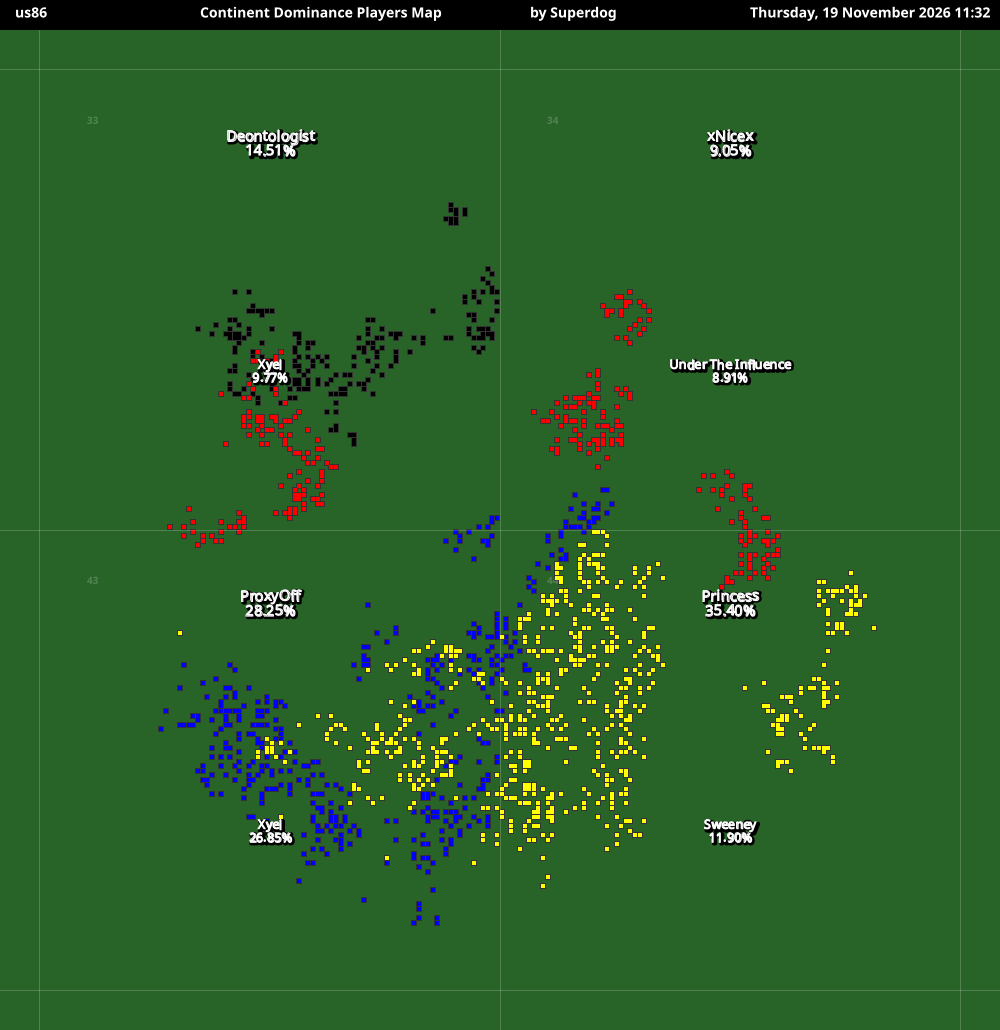 us86 Continent Dominance Players Map by Superdog Thursday, 19 November 2026 11:32
33 34
Deontologist xNicex
14.51% 9.05%
Xyel Under The Influence
9.77% 8.91%
43
ProxyOff Princess
28.25% 35.40%
Xyel Sweeney
26.85% 11.90%